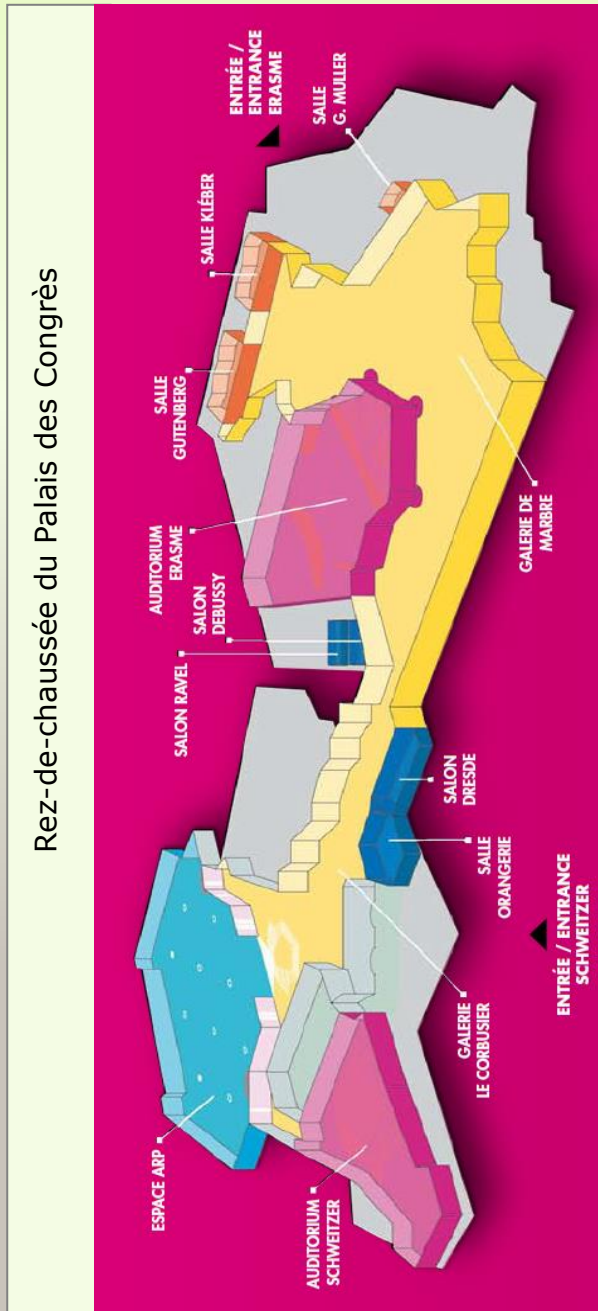 Rez-de-chaussée du Palais des Congrès
ESPACE ARP
AUDITORIUM
SCHWEITZER
SALON RAVEL
SALON
DEBUSSY
AUDITORIUM
ERASME
SALLE
GUTENBERG
SALLE KLÉBER
ENTRÉE /
ENTRANCE
ERASME
SALLE
G. MULLER
GALERIE
LE CORBUSIER
ENTRÉE / ENTRANCE
SCHWEITZER
SALLE
ORANGERIE
SALON
DRESDE
GALERIE DE
MARBRE